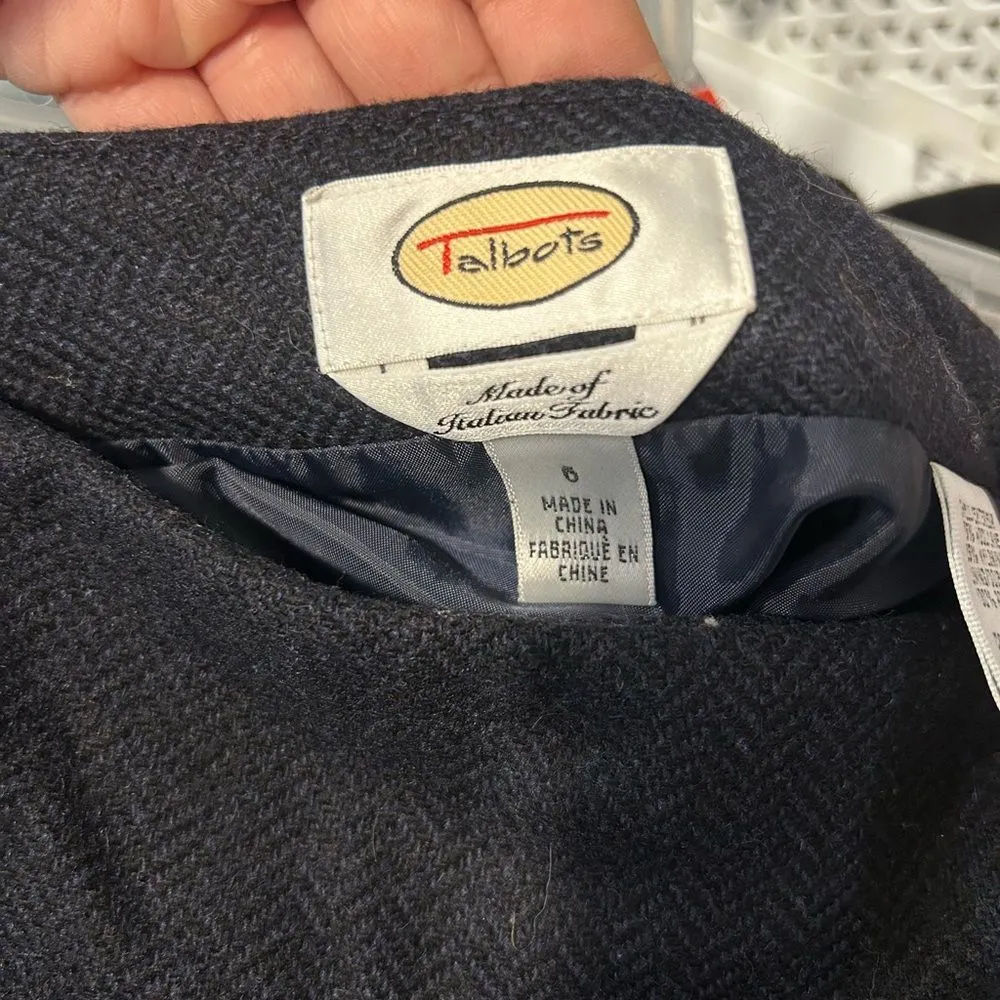 Talbots
Made of
Italian Fabric
6
MADE IN
CHINA
FABRIQUÉ EN
CHINE